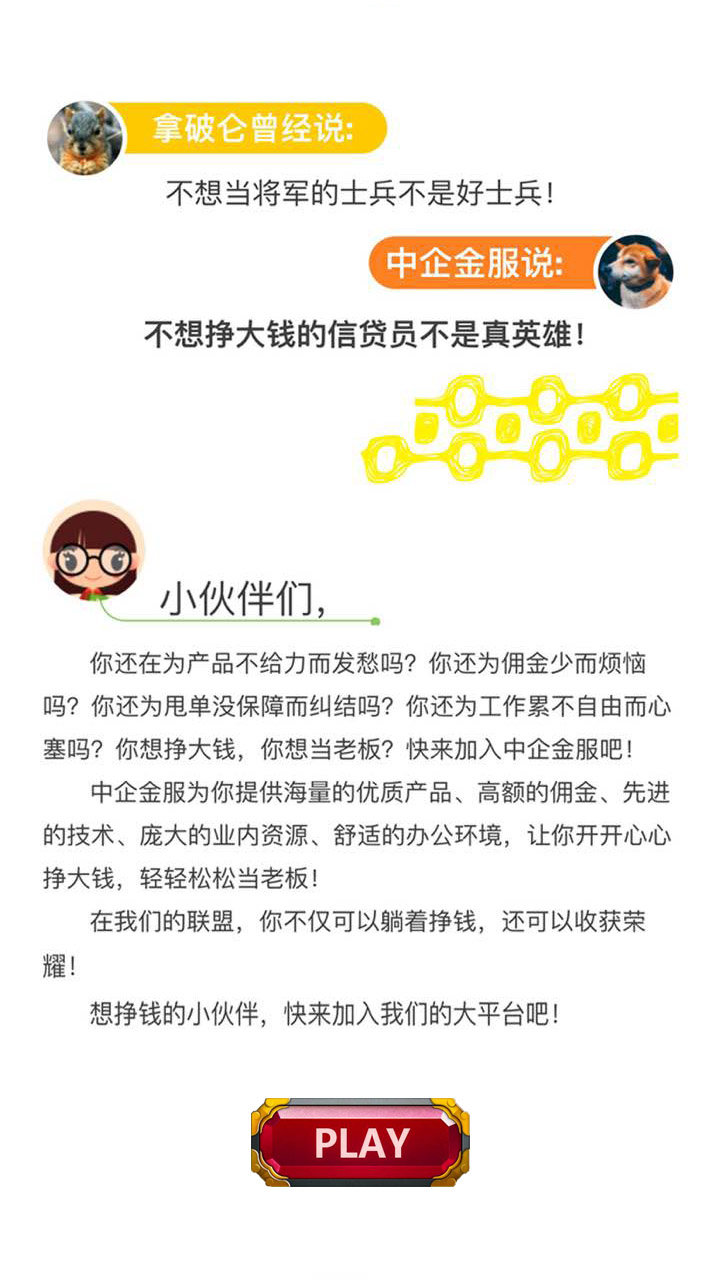 拿破仑曾经说:
不想当将军的士兵不是好士兵！
中企金服说:
不想挣大钱的信贷员不是真英雄！
小伙伴们，
你还在为产品不给力而发愁吗？你还为佣金少而烦恼
吗？你还为甩单没保障而纠结吗？你还为工作累不自由而心
塞吗？你想挣大钱，你想当老板？快来加入中企金服吧！
中企金服为你提供海量的优质产品、高额的佣金、先进
的技术、庞大的业内资源、舒适的办公环境，让你开开心心
挣大钱，轻轻松松当老板！
在我们的联盟，你不仅可以躺着挣钱，还可以收获荣
耀！
想挣钱的小伙伴，快来加入我们的大平台吧！
PLAY